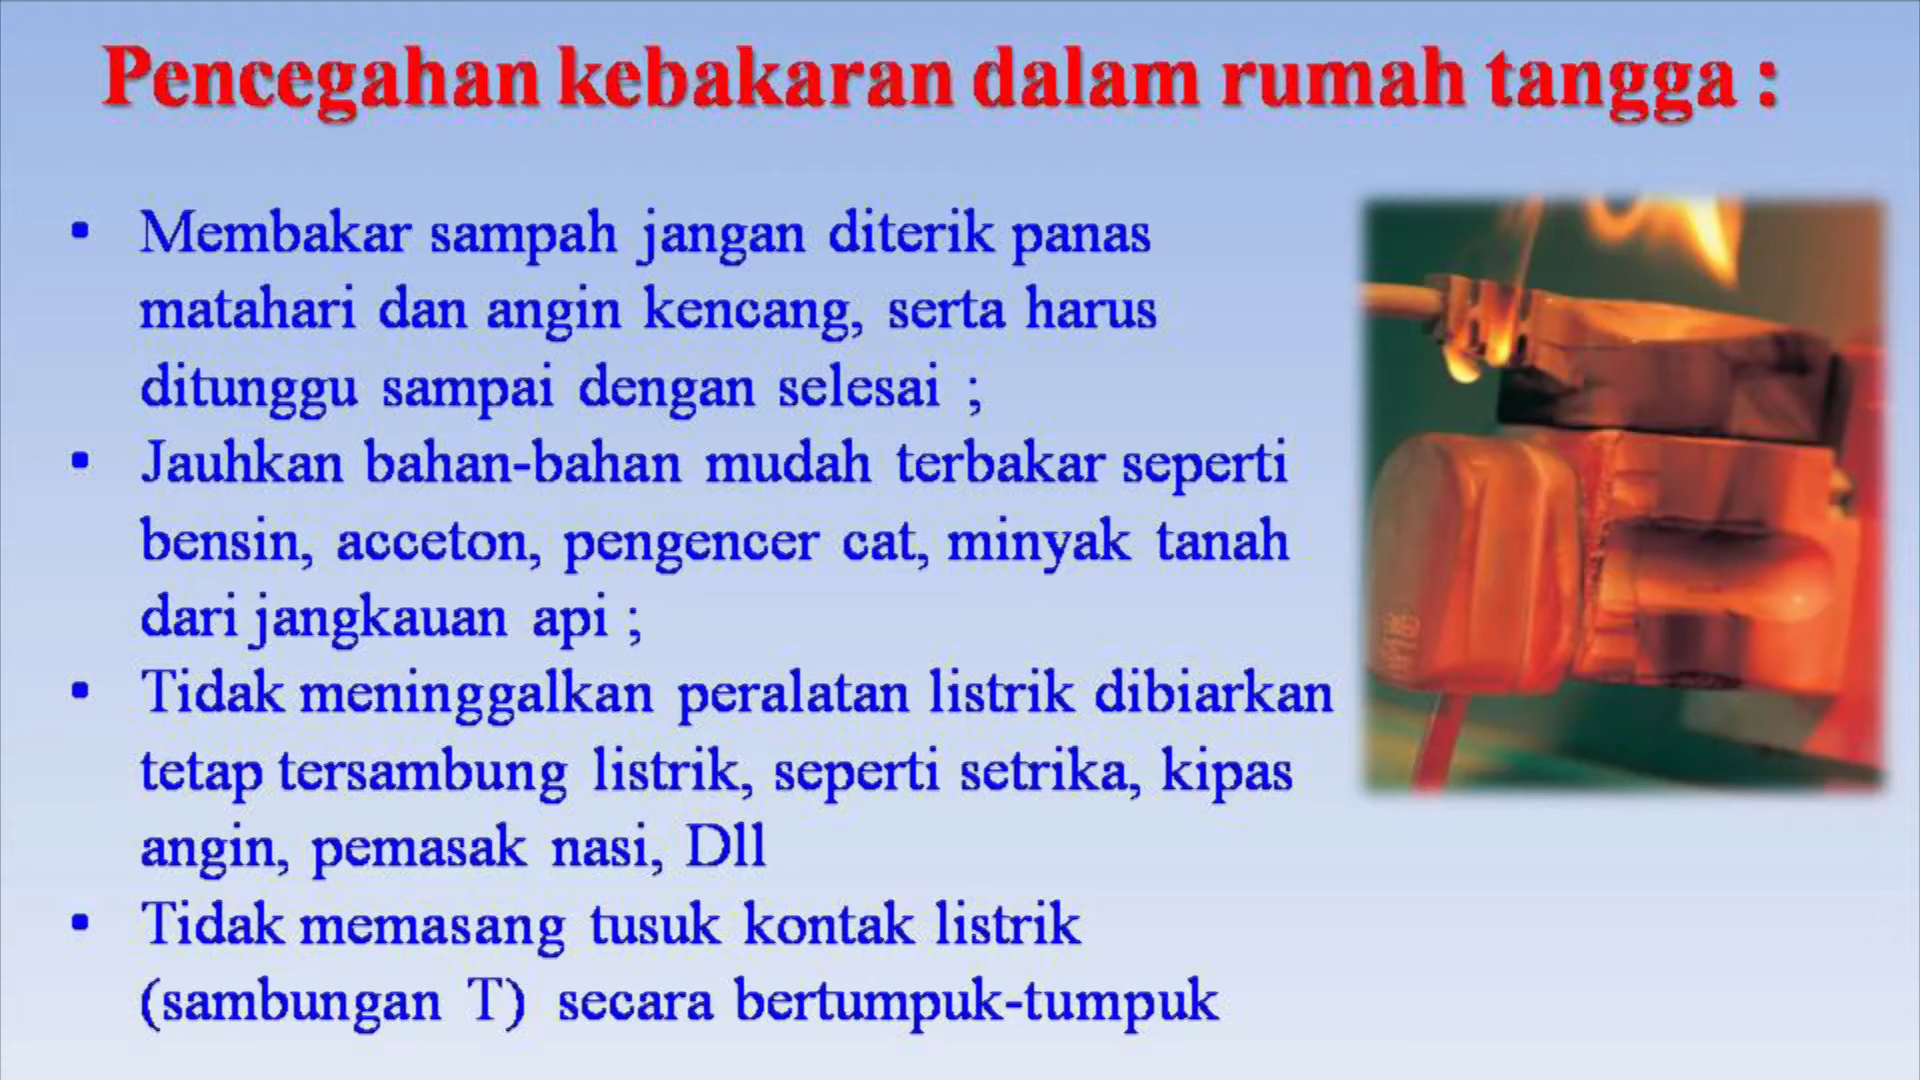 Pencegahan kebakaran dalam rumah tangga :
• Membakar sampah jangan diterik panas
matahari dan angin kencang, serta harus
ditunggu sampai dengan selesai ;
• Jauhkan bahan-bahan mudah terbakar seperti
bensin, acceton, pengencer cat, minyak tanah
dari jangkauan api ;
• Tidak meninggalkan peralatan listrik dibiarkan
tetap tersambung listrik, seperti setrika, kipas
angin, pemasak nasi, Dll
• Tidak memasang tusuk kontak listrik
(sambungan T) secara bertumpuk-tumpuk